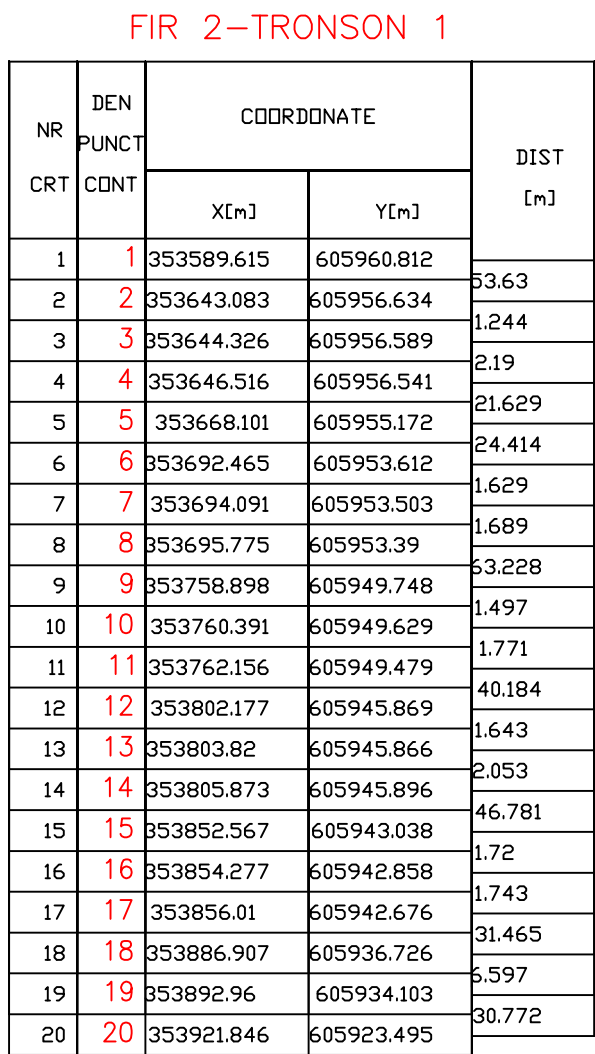 FIR 2-TRONSON 1
NR CRT DEN PUNCT CONT COORDONATE DIST [m]
X[m] Y[m]
1 1 353589.615 605960.812
53.63
2 2 353643.083 605956.634
1.244
3 3 353644.326 605956.589
2.19
4 4 353646.516 605956.541
21.629
5 5 353668.101 605955.172
24.414
6 6 353692.465 605953.612
1.629
7 7 353694.091 605953.503
1.689
8 8 353695.775 605953.39
63.228
9 9 353758.898 605949.748
1.497
10 10 353760.391 605949.629
1.771
11 11 353762.156 605949.479
40.184
12 12 353802.177 605945.869
1.643
13 13 353803.82 605945.866
2.053
14 14 353805.873 605945.896
46.781
15 15 353852.567 605943.038
1.72
16 16 353854.277 605942.858
1.743
17 17 353856.01 605942.676
31.465
18 18 353886.907 605936.726
6.597
19 19 353892.96 605934.103
30.772
20 20 353921.846 605923.495